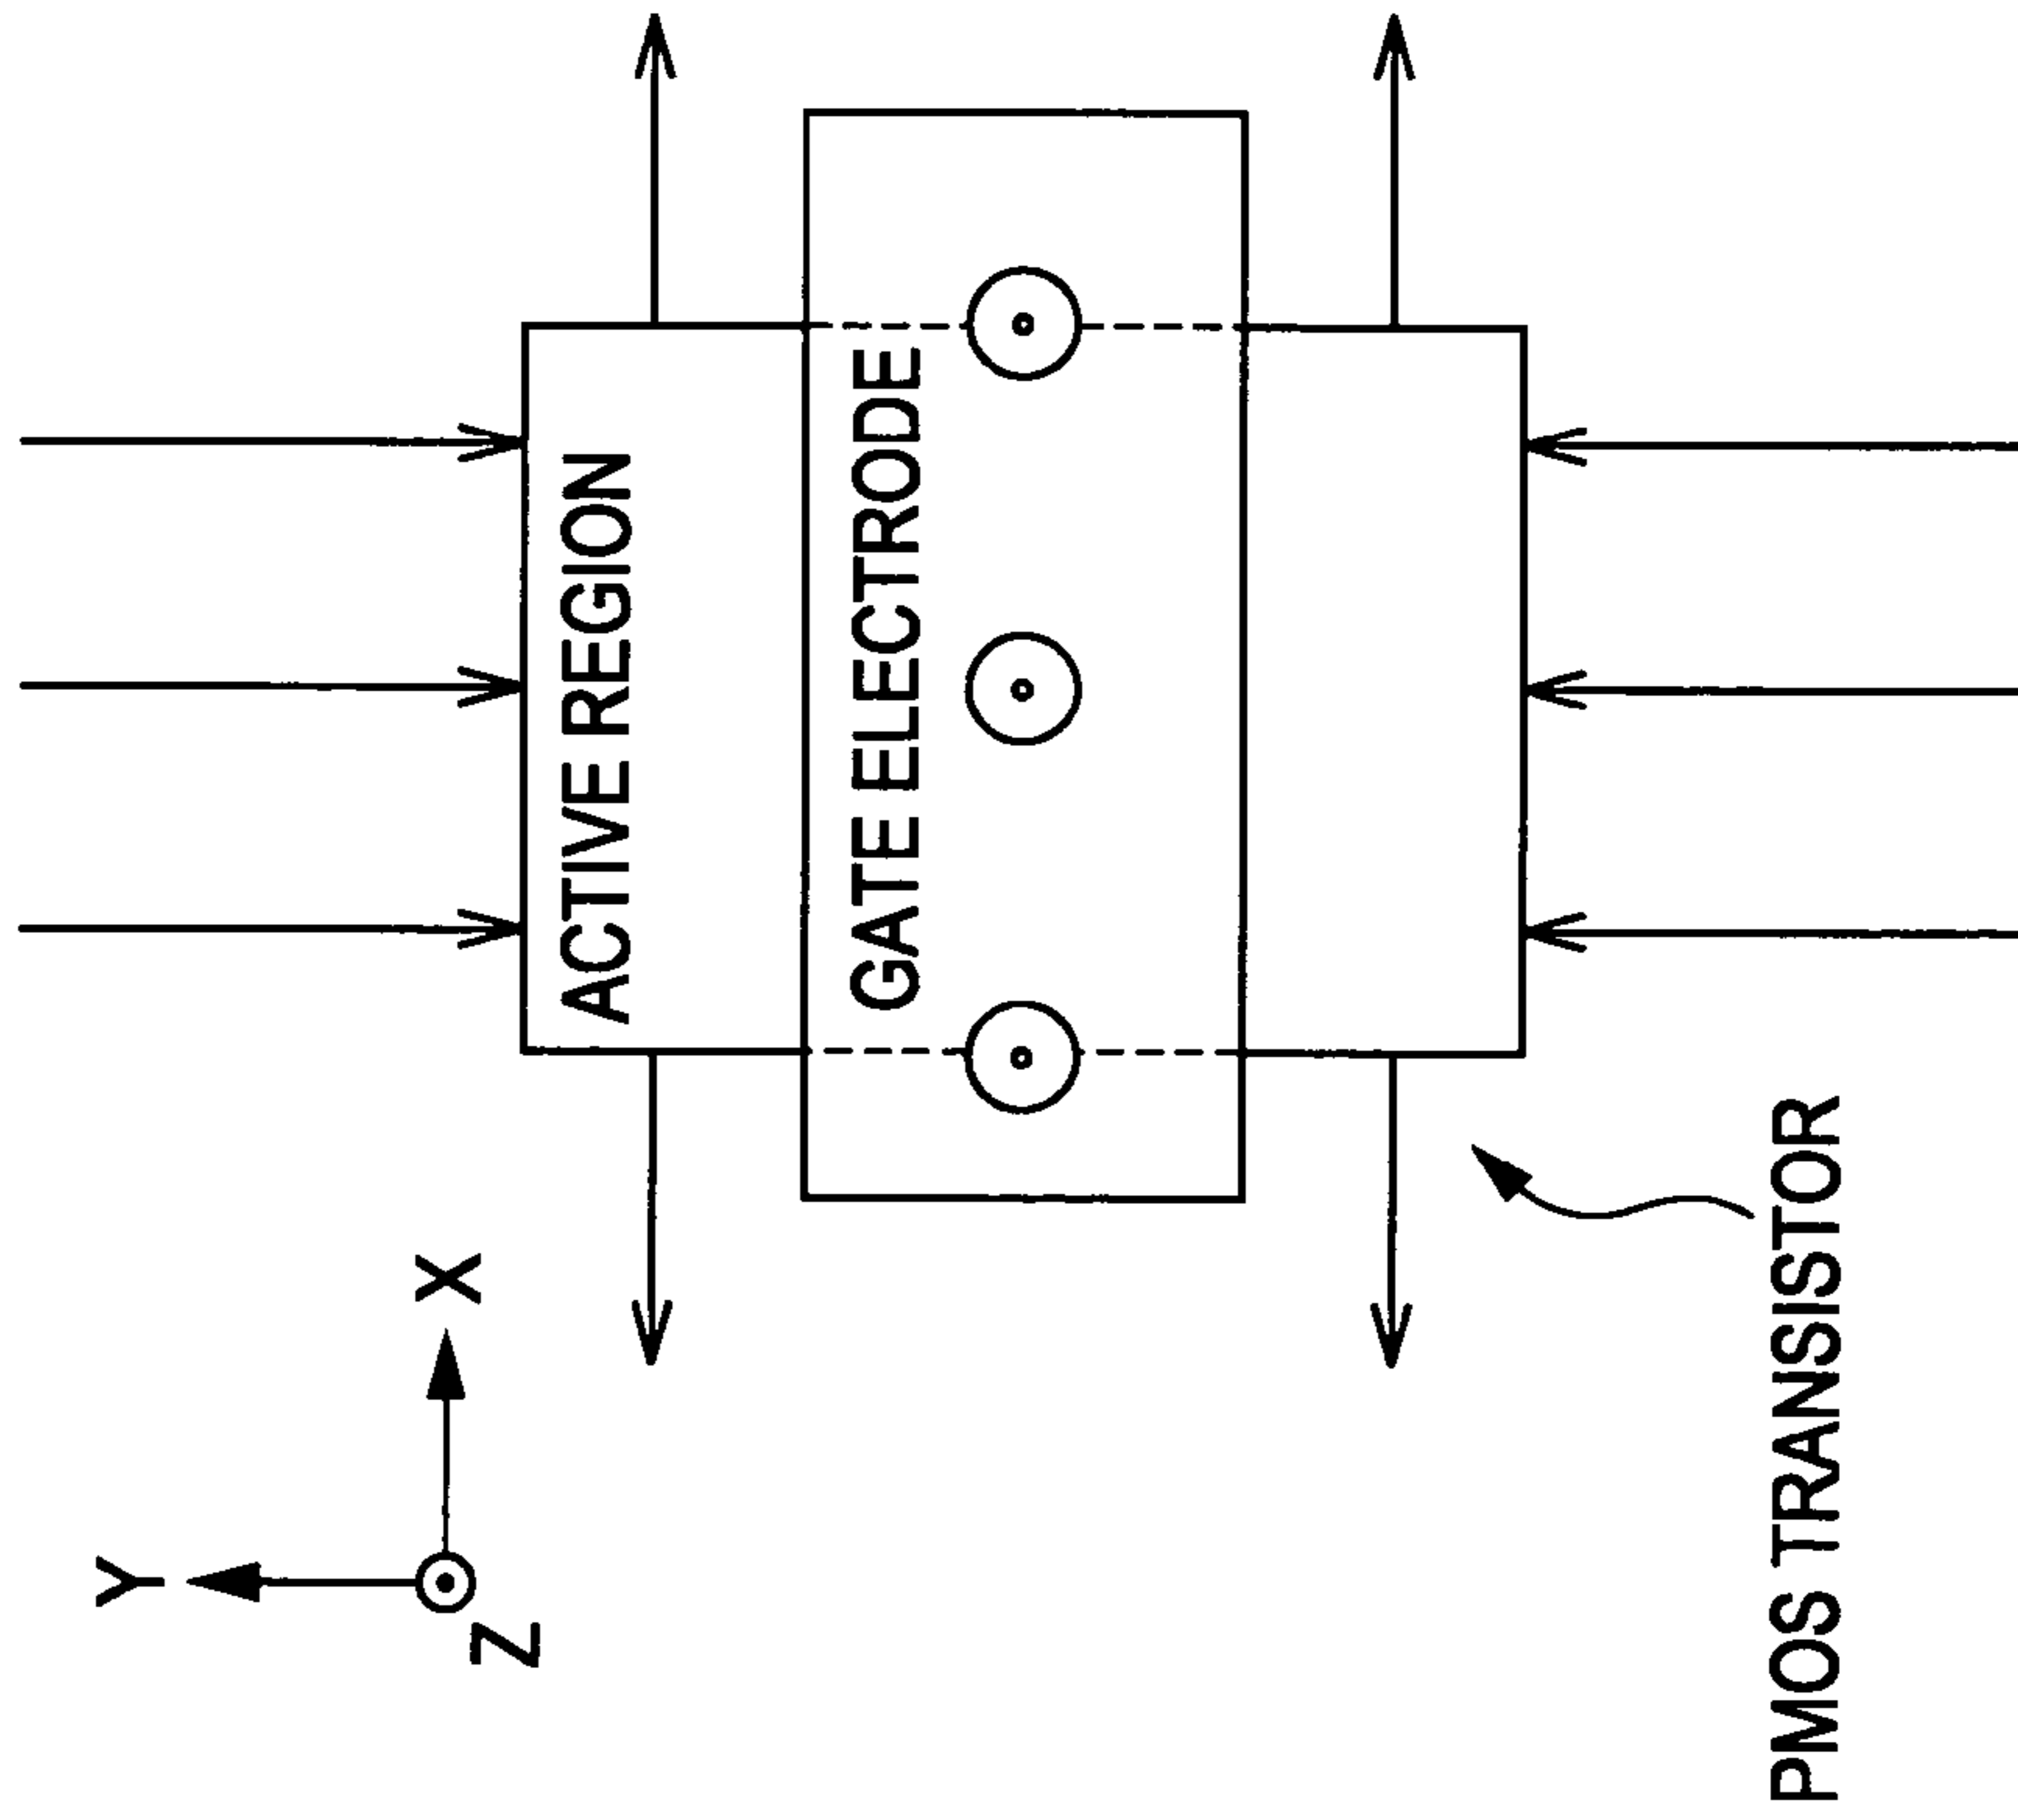 Y
X
Z
ACTIVE REGION
GATE ELECTRODE
PMOS TRANSISTOR